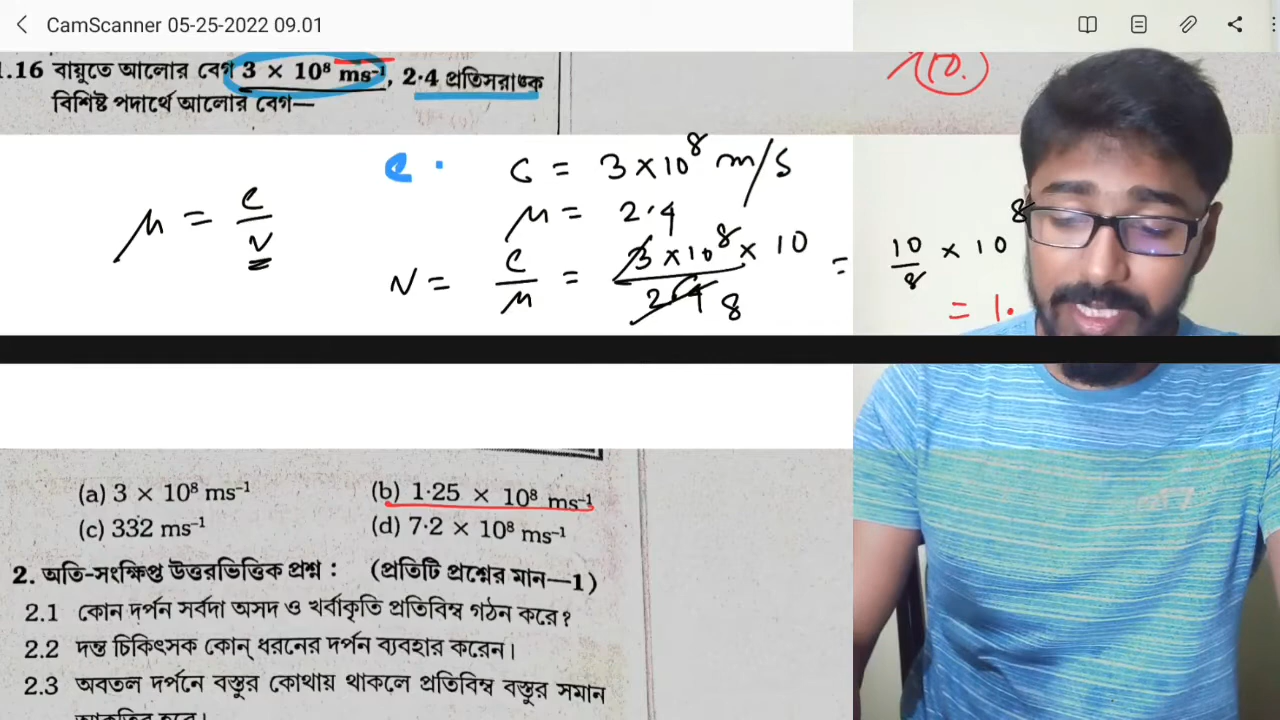 CamScanner 05-25-2022 09.01
1.16 বায়ুতে আলোর বেগ 3 × 10⁸ ms⁻¹, 2·4 প্রতিসরাঙ্ক
বিশিষ্ট পদার্থে আলোর বেগ—
(10.)
c ·
C = 3×10⁸ m/s
μ = c/v
μ = 2·4
v = c/μ = 3×10⁸ × 10 / 24 8 = 10/8 × 10⁸
= 1.
(a) 3 × 10⁸ ms⁻¹ (b) 1·25 × 10⁸ ms⁻¹
(c) 332 ms⁻¹ (d) 7·2 × 10⁸ ms⁻¹
2. অতি-সংক্ষিপ্ত উত্তরভিত্তিক প্রশ্ন : (প্রতিটি প্রশ্নের মান—1)
2.1 কোন দর্পন সর্বদা অসদ ও খর্বাকৃতি প্রতিবিম্ব গঠন করে?
2.2 দন্ত চিকিৎসক কোন্ ধরনের দর্পন ব্যবহার করেন।
2.3 অবতল দর্পনে বস্তুর কোথায় থাকলে প্রতিবিম্ব বস্তুর সমান